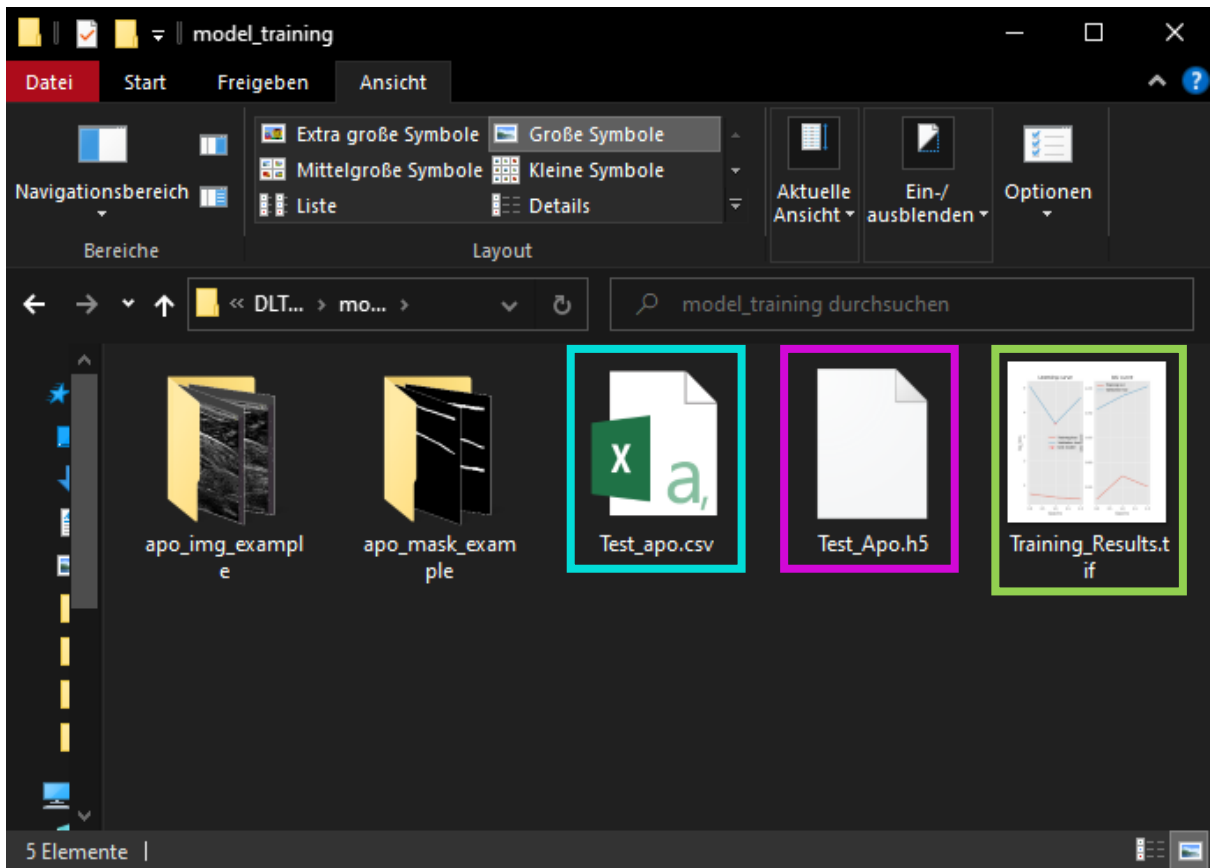 model_training
Datei Start Freigeben Ansicht
Extra große Symbole Große Symbole
Mittelgroße Symbole Kleine Symbole
Liste Details
Navigationsbereich
Aktuelle
Ansicht
Ein-/
ausblenden
Optionen
Bereiche
Layout
« DLT... › mo... ›
model_training durchsuchen
apo_img_exampl
e
apo_mask_exam
ple
Test_apo.csv
Test_Apo.h5
Training_Results.t
if
5 Elemente